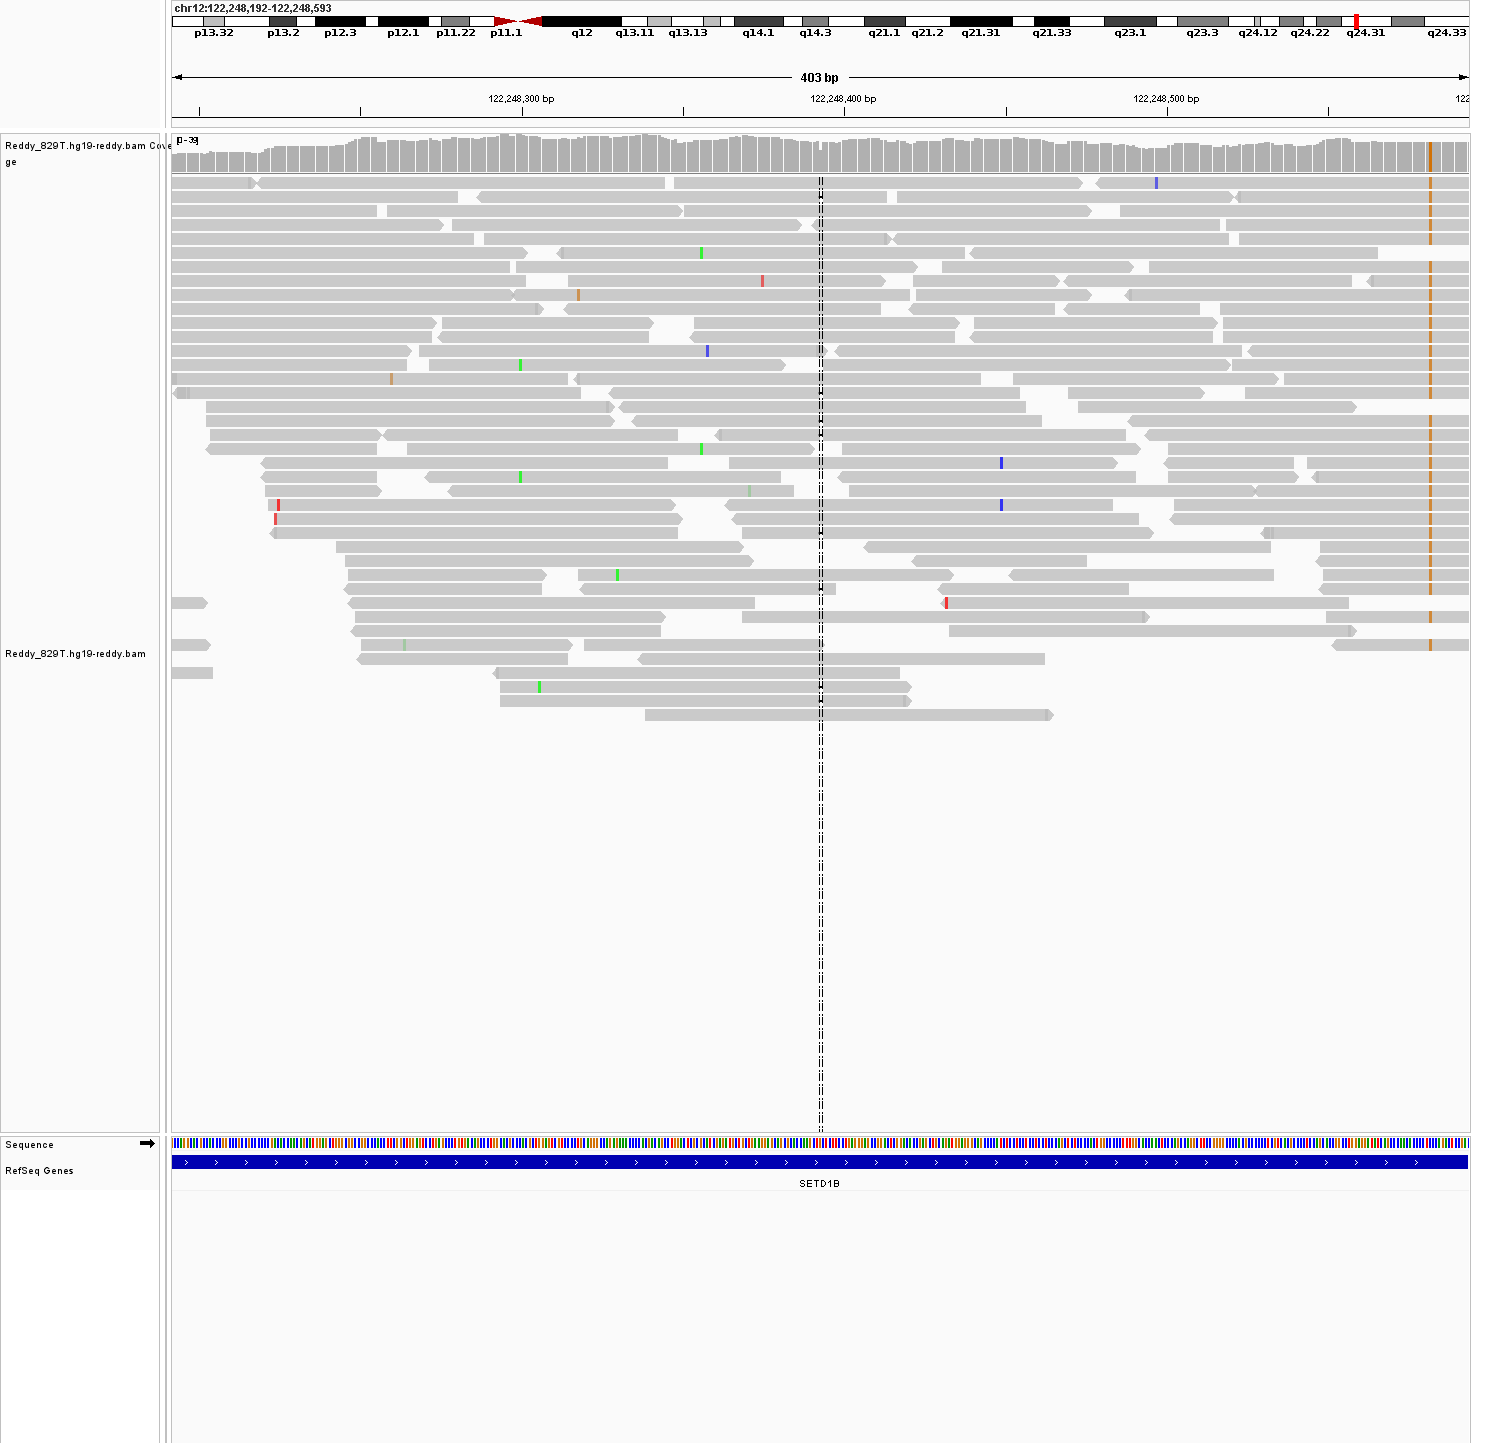 chr12:122,248,192-122,248,593
p13.32 p13.2 p12.3 p12.1 p11.22 p11.1 q12 q13.11 q13.13 q14.1 q14.3 q21.1 q21.2 q21.31 q21.33 q23.1 q23.3 q24.12 q24.22 q24.31 q24.33
403 bp
122,248,300 bp 122,248,400 bp 122,248,500 bp 122
Reddy_829T.hg19-reddy.bam Cove
ge
[0-39]
Reddy_829T.hg19-reddy.bam
Sequence
RefSeq Genes
SETD1B